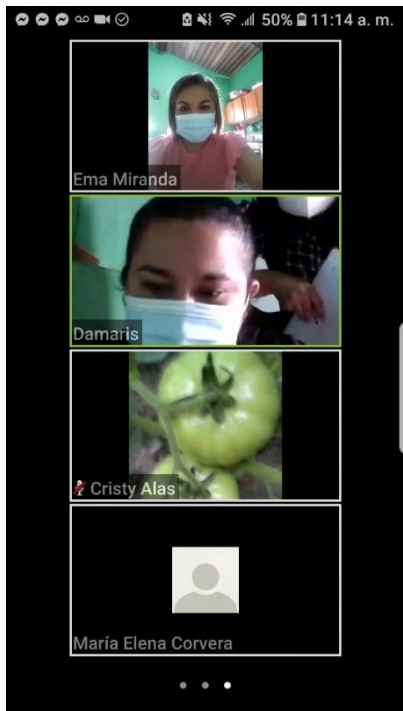 50% 11:14 a. m.
Ema Miranda
Damaris
Cristy Alas
María Elena Corvera